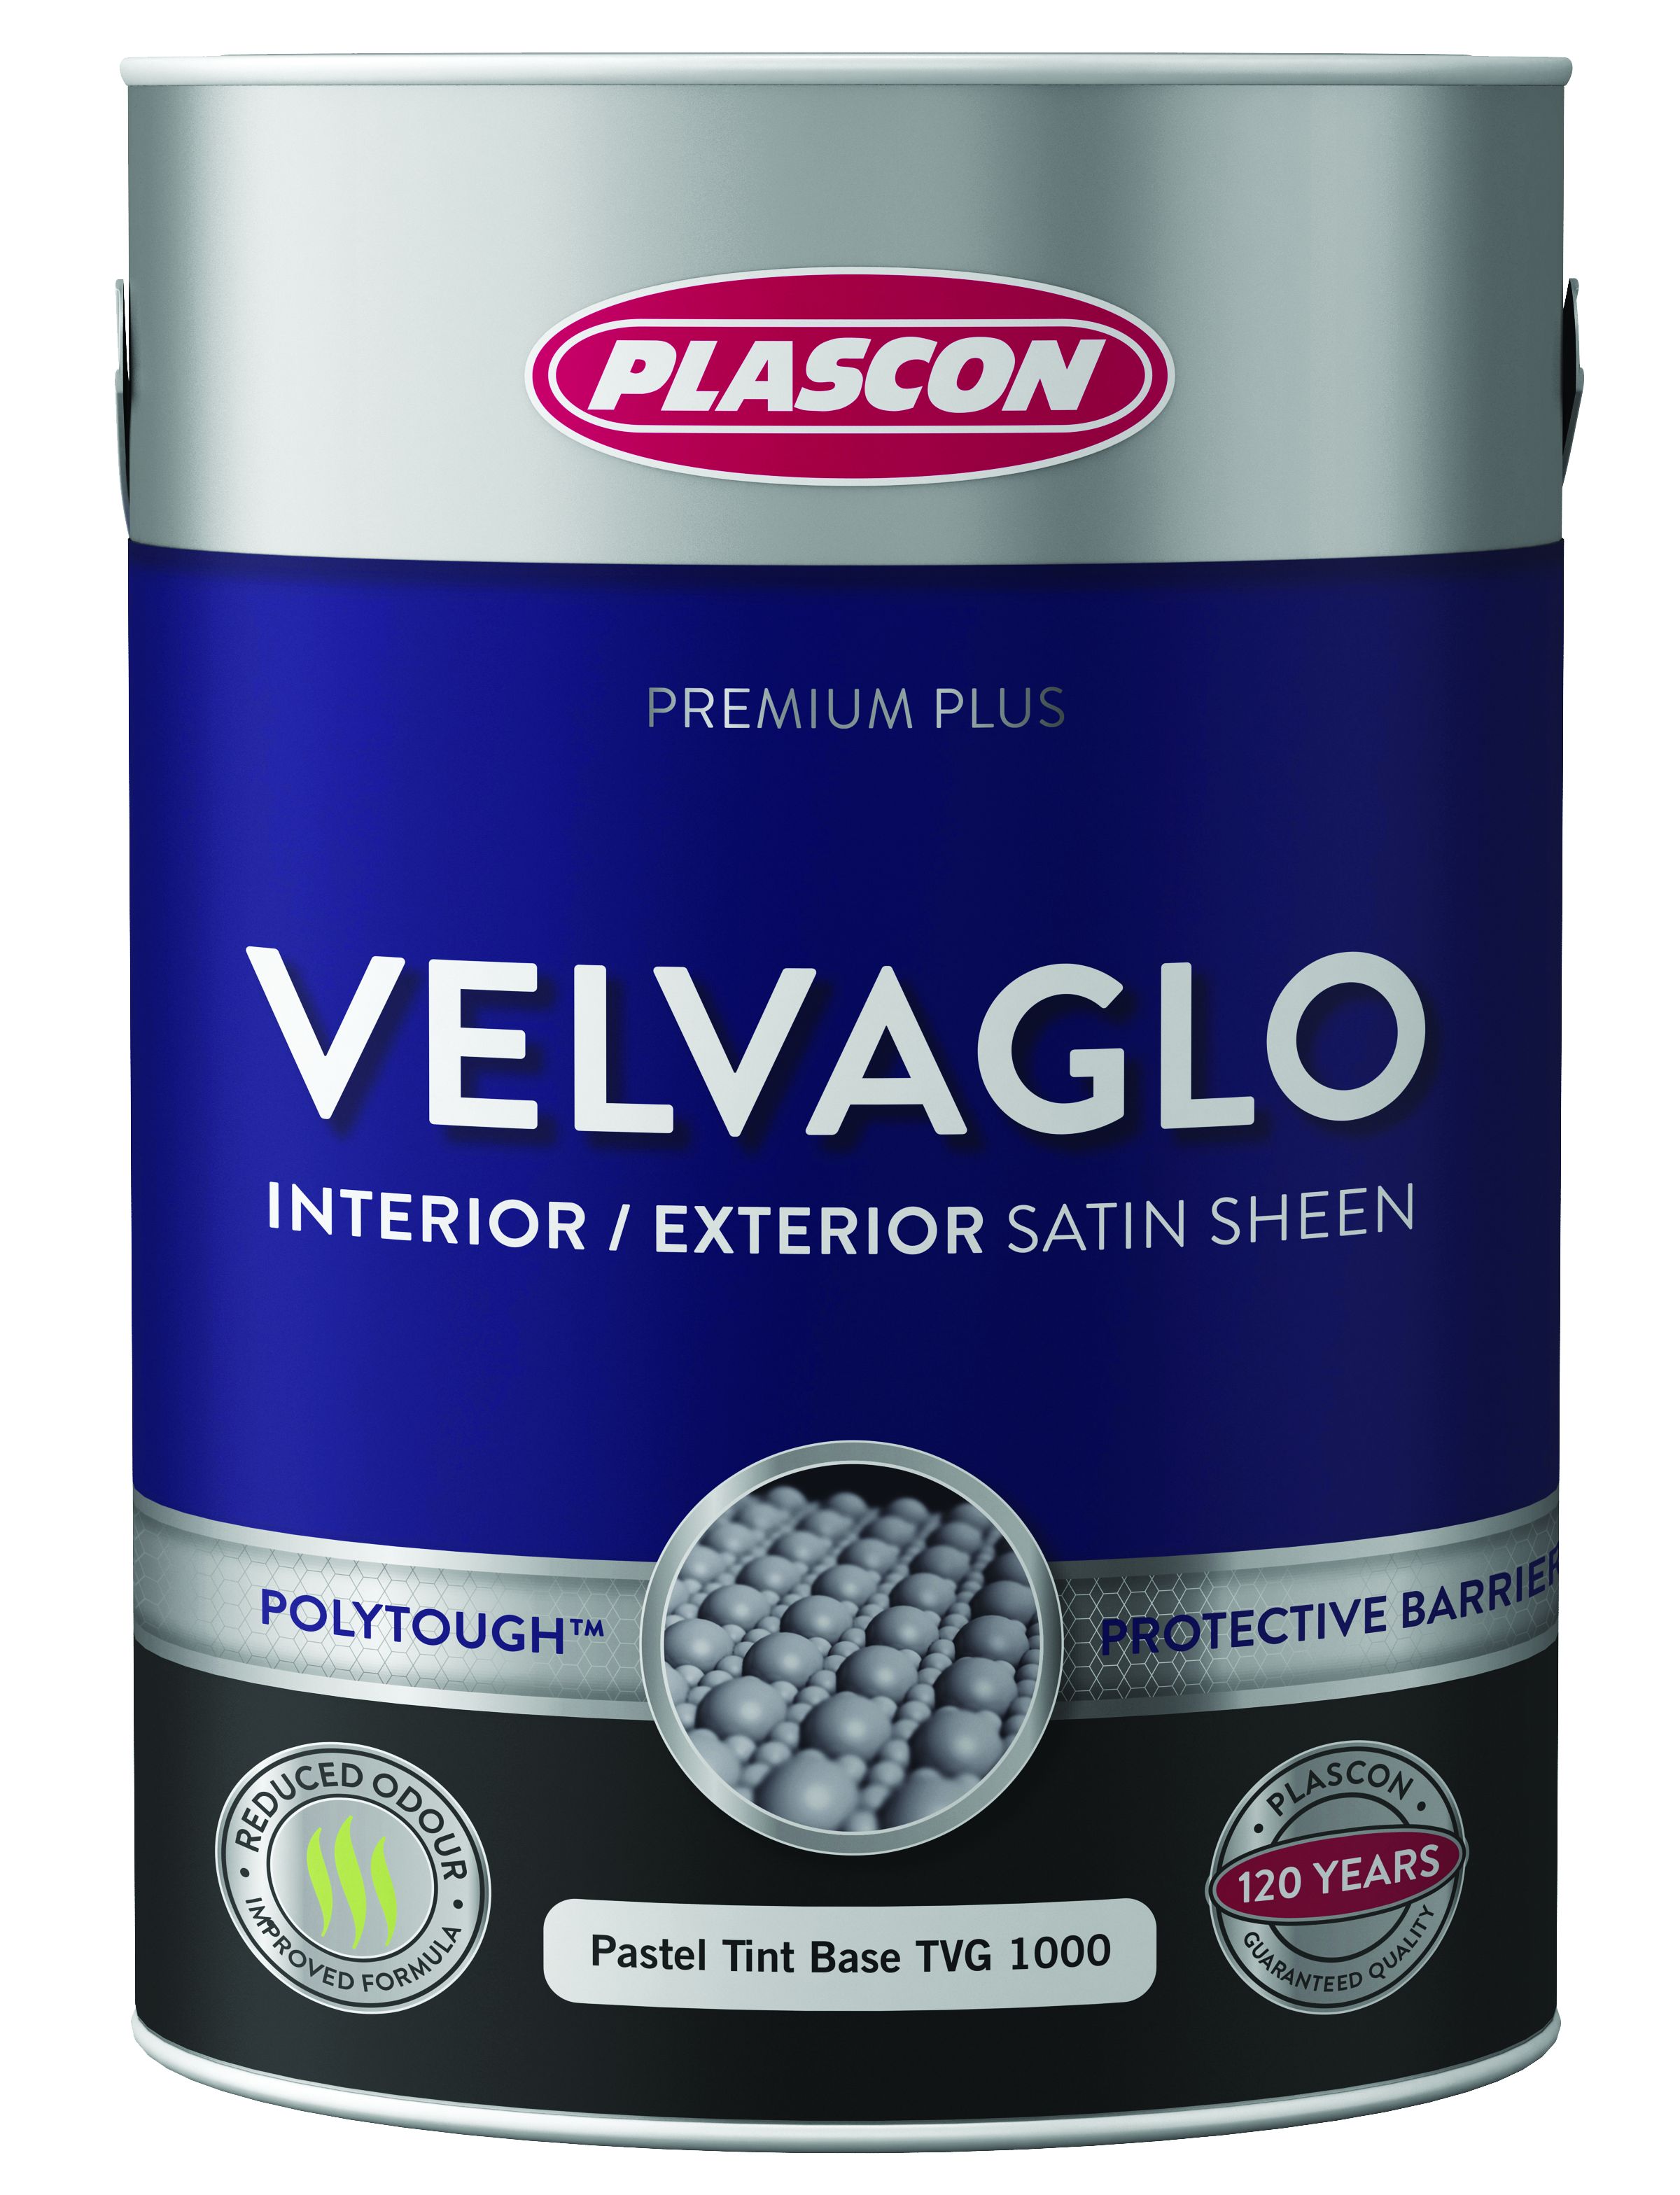 PLASCON
PREMIUM PLUS
VELVAGLO
INTERIOR / EXTERIOR SATIN SHEEN
POLYTOUGH™
PROTECTIVE BARRIER
• REDUCED ODOUR •
IMPROVED FORMULA
Pastel Tint Base TVG 1000
• PLASCON •
120 YEARS
GUARANTEED QUALITY